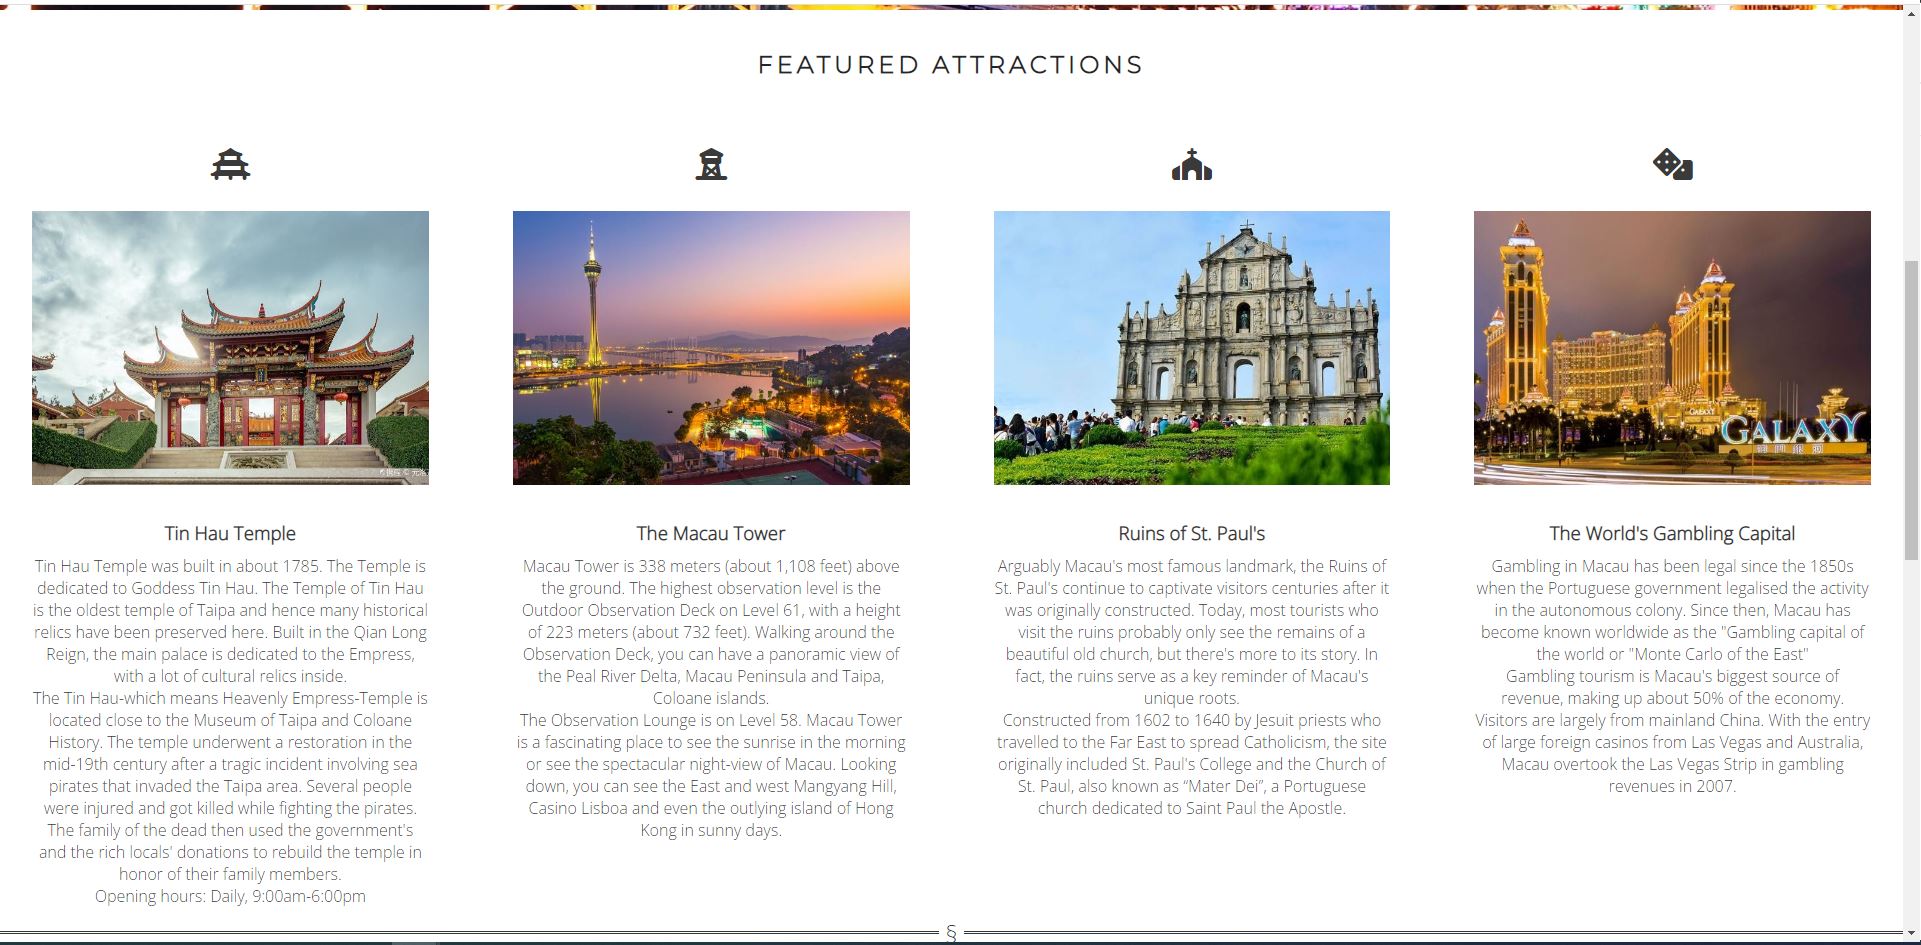 FEATURED ATTRACTIONS
GALAXY
GALAXY
Tin Hau Temple
Tin Hau Temple was built in about 1785. The Temple is
dedicated to Goddess Tin Hau. The Temple of Tin Hau
is the oldest temple of Taipa and hence many historical
relics have been preserved here. Built in the Qian Long
Reign, the main palace is dedicated to the Empress,
with a lot of cultural relics inside.
The Tin Hau-which means Heavenly Empress-Temple is
located close to the Museum of Taipa and Coloane
History. The temple underwent a restoration in the
mid-19th century after a tragic incident involving sea
pirates that invaded the Taipa area. Several people
were injured and got killed while fighting the pirates.
The family of the dead then used the government's
and the rich locals' donations to rebuild the temple in
honor of their family members.
Opening hours: Daily, 9:00am-6:00pm
The Macau Tower
Macau Tower is 338 meters (about 1,108 feet) above
the ground. The highest observation level is the
Outdoor Observation Deck on Level 61, with a height
of 223 meters (about 732 feet). Walking around the
Observation Deck, you can have a panoramic view of
the Peal River Delta, Macau Peninsula and Taipa,
Coloane islands.
The Observation Lounge is on Level 58. Macau Tower
is a fascinating place to see the sunrise in the morning
or see the spectacular night-view of Macau. Looking
down, you can see the East and west Mangyang Hill,
Casino Lisboa and even the outlying island of Hong
Kong in sunny days.
Ruins of St. Paul's
Arguably Macau's most famous landmark, the Ruins of
St. Paul's continue to captivate visitors centuries after it
was originally constructed. Today, most tourists who
visit the ruins probably only see the remains of a
beautiful old church, but there's more to its story. In
fact, the ruins serve as a key reminder of Macau's
unique roots.
Constructed from 1602 to 1640 by Jesuit priests who
travelled to the Far East to spread Catholicism, the site
originally included St. Paul's College and the Church of
St. Paul, also known as “Mater Dei”, a Portuguese
church dedicated to Saint Paul the Apostle.
The World's Gambling Capital
Gambling in Macau has been legal since the 1850s
when the Portuguese government legalised the activity
in the autonomous colony. Since then, Macau has
become known worldwide as the "Gambling capital of
the world or "Monte Carlo of the East"
Gambling tourism is Macau's biggest source of
revenue, making up about 50% of the economy.
Visitors are largely from mainland China. With the entry
of large foreign casinos from Las Vegas and Australia,
Macau overtook the Las Vegas Strip in gambling
revenues in 2007.
§